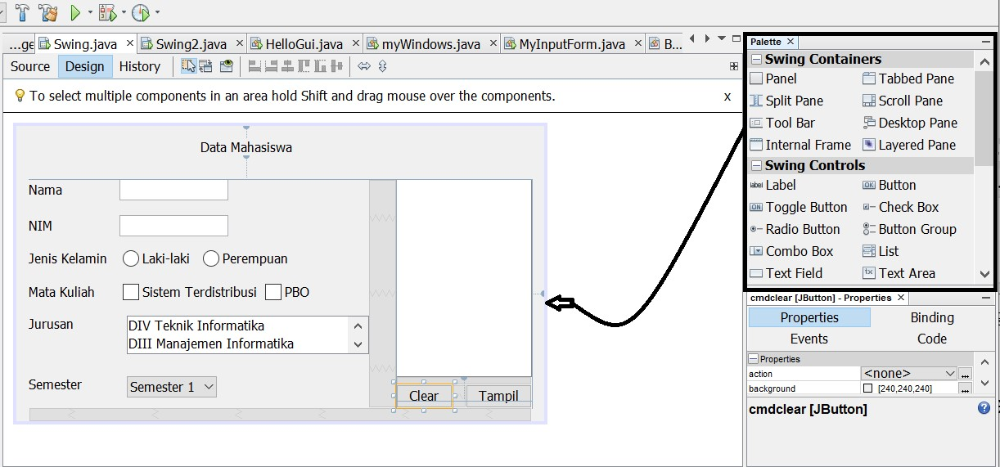 ...ge Swing.java × Swing2.java × HelloGui.java × myWindows.java × MyInputForm.java × B...
Source Design History
To select multiple components in an area hold Shift and drag mouse over the components. x
Data Mahasiswa
Nama
NIM
Jenis Kelamin Laki-laki Perempuan
Mata Kuliah Sistem Terdistribusi PBO
Jurusan DIV Teknik Informatika
DIII Manajemen Informatika
Semester Semester 1
Clear Tampil
Palette ×
Swing Containers
Panel Tabbed Pane
Split Pane Scroll Pane
Tool Bar Desktop Pane
Internal Frame Layered Pane
Swing Controls
label Label OK Button
ON Toggle Button Check Box
Radio Button Button Group
Combo Box List
Text Field tx Text Area
cmdclear [JButton] - Properties ×
Properties Binding
Events Code
Properties
action <none> ...
background [240,240,240] ...
cmdclear [JButton] ?